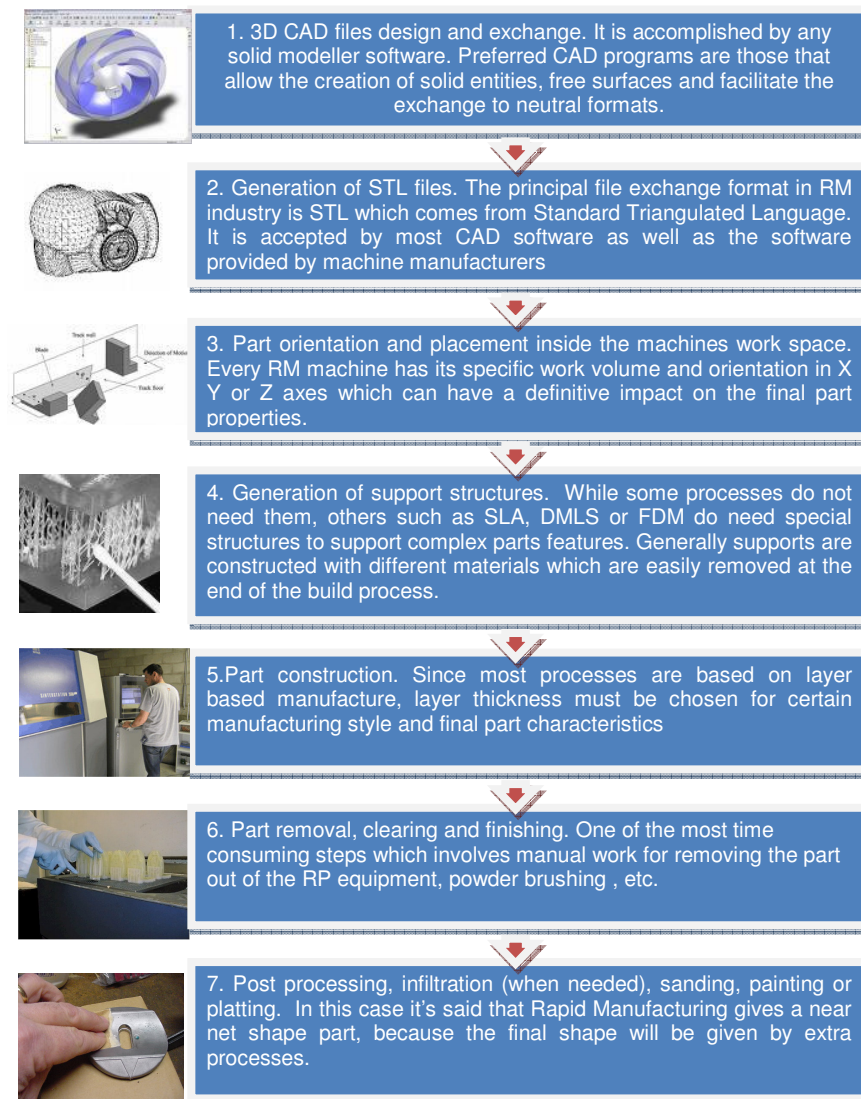 1. 3D CAD files design and exchange. It is accomplished by any
solid modeller software. Preferred CAD programs are those that
allow the creation of solid entities, free surfaces and facilitate the
exchange to neutral formats.
2. Generation of STL files. The principal file exchange format in RM
industry is STL which comes from Standard Triangulated Language.
It is accepted by most CAD software as well as the software
provided by machine manufacturers
Track wall
Blade
Track floor
3. Part orientation and placement inside the machines work space.
Every RM machine has its specific work volume and orientation in X
Y or Z axes which can have a definitive impact on the final part
properties.
4. Generation of support structures. While some processes do not
need them, others such as SLA, DMLS or FDM do need special
structures to support complex parts features. Generally supports are
constructed with different materials which are easily removed at the
end of the build process.
5.Part construction. Since most processes are based on layer
based manufacture, layer thickness must be chosen for certain
manufacturing style and final part characteristics
6. Part removal, clearing and finishing. One of the most time
consuming steps which involves manual work for removing the part
out of the RP equipment, powder brushing , etc.
7. Post processing, infiltration (when needed), sanding, painting or
platting. In this case it's said that Rapid Manufacturing gives a near
net shape part, because the final shape will be given by extra
processes.